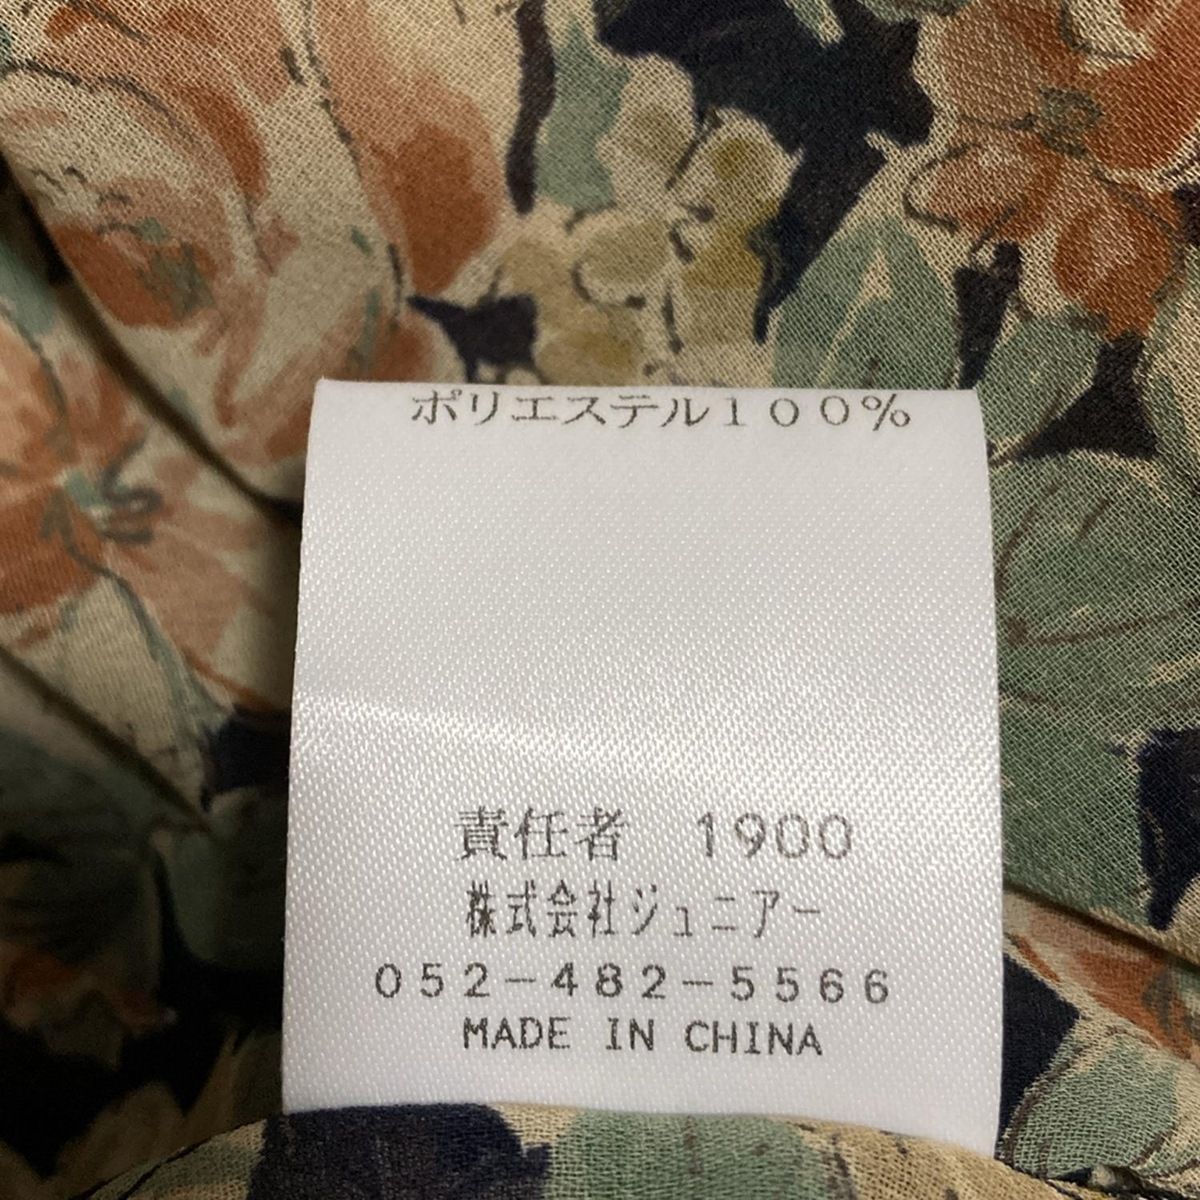 ポリエステル１００％
責任者　1900
株式会社ジュニアー
０５２－４８２－５５６６
MADE IN CHINA